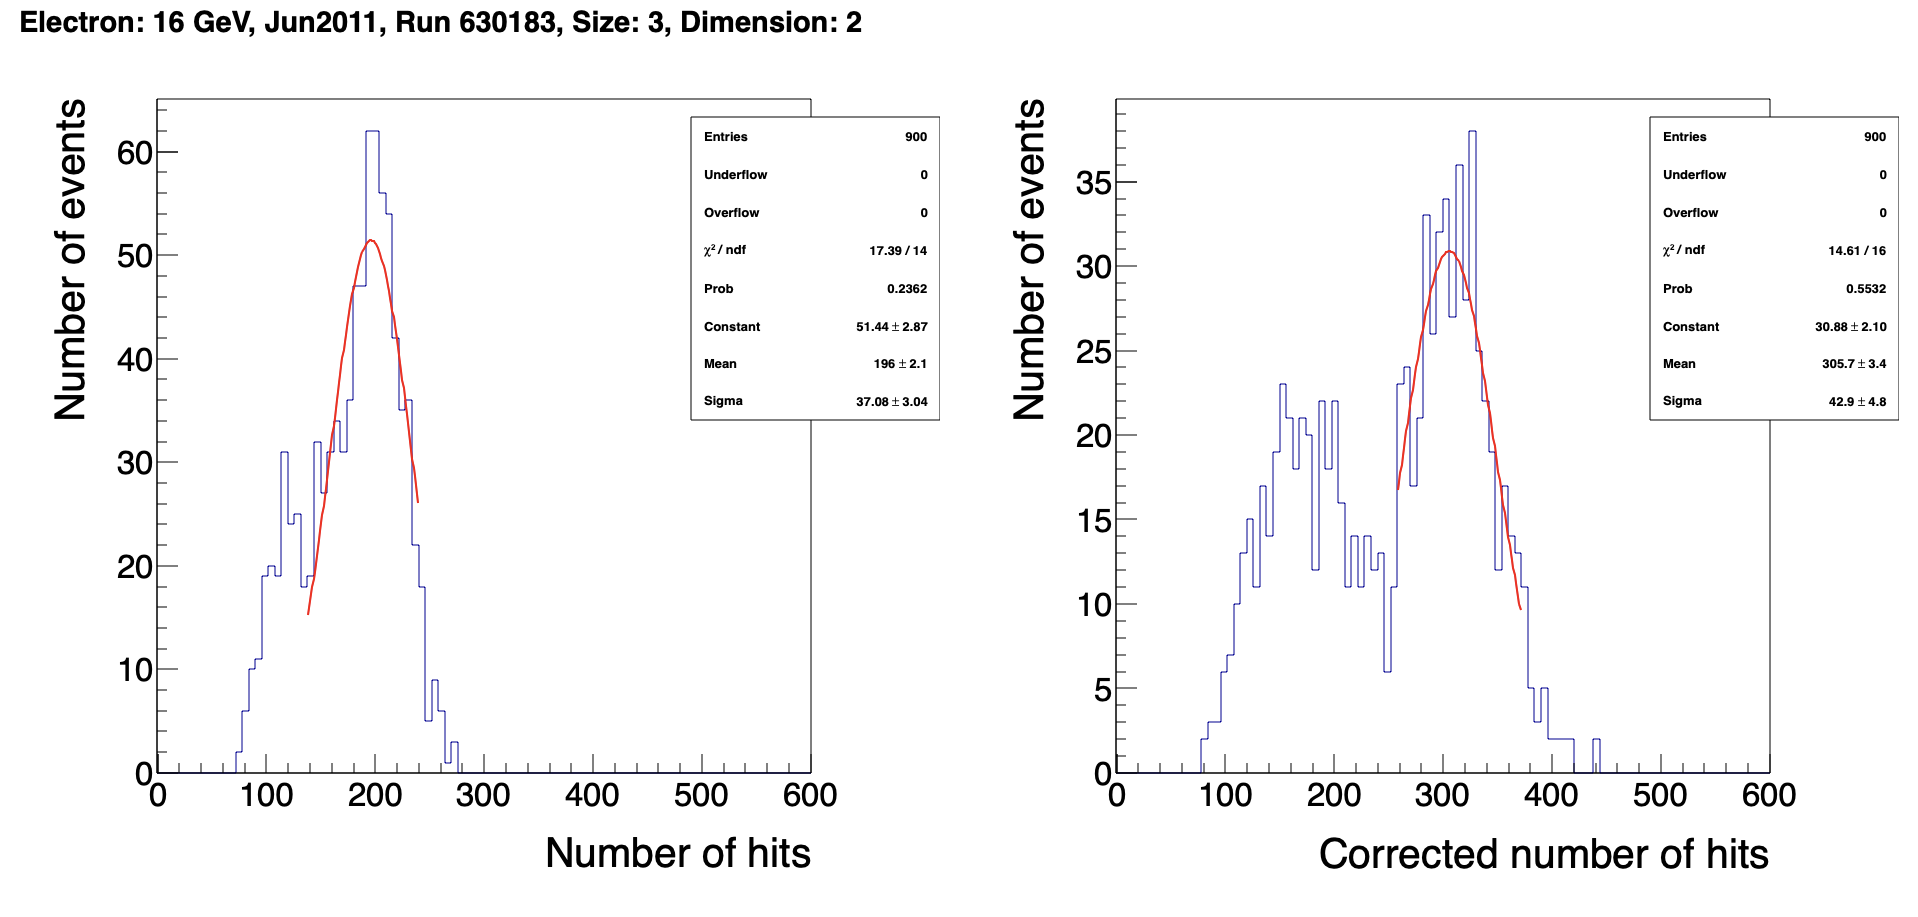 Electron: 16 GeV, Jun2011, Run 630183, Size: 3, Dimension: 2
Number of events
60
50
40
30
20
10
0
0 100 200 300 400 500 600
Number of hits
Entries 900
Underflow 0
Overflow 0
χ² / ndf 17.39 / 14
Prob 0.2362
Constant 51.44 ± 2.87
Mean 196 ± 2.1
Sigma 37.08 ± 3.04
Number of events
35
30
25
20
15
10
5
0
0 100 200 300 400 500 600
Corrected number of hits
Entries 900
Underflow 0
Overflow 0
χ² / ndf 14.61 / 16
Prob 0.5532
Constant 30.88 ± 2.10
Mean 305.7 ± 3.4
Sigma 42.9 ± 4.8